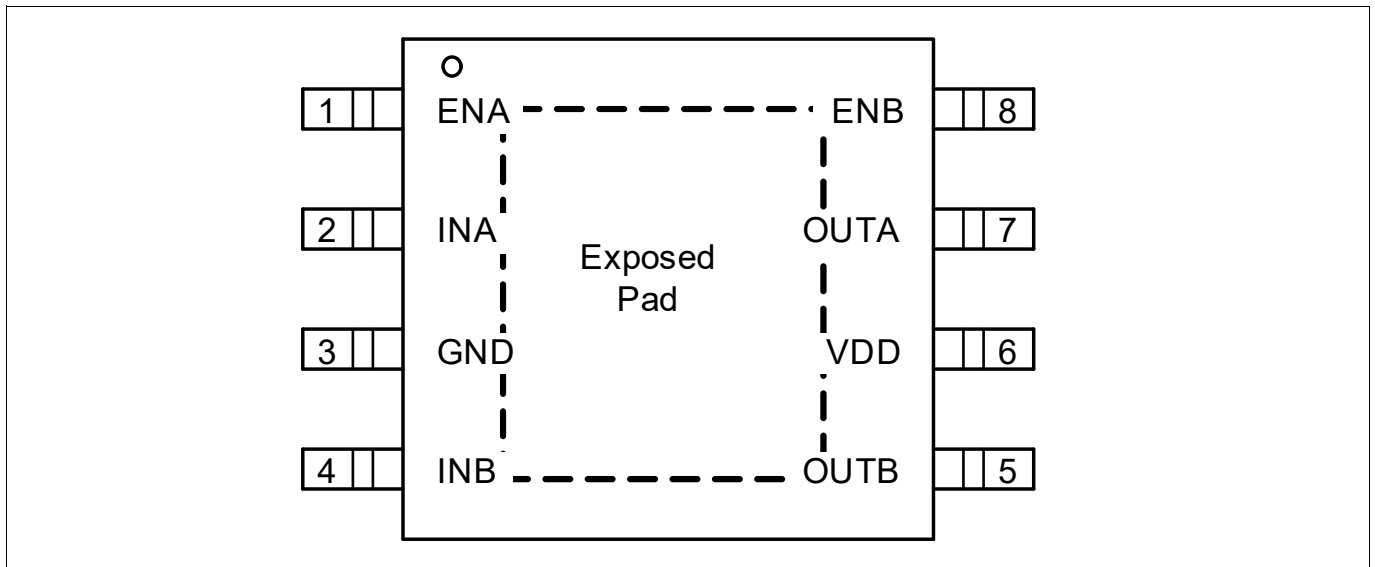 1 ENA ENB 8
2 INA OUTA 7
Exposed
Pad
3 GND VDD 6
4 INB OUTB 5